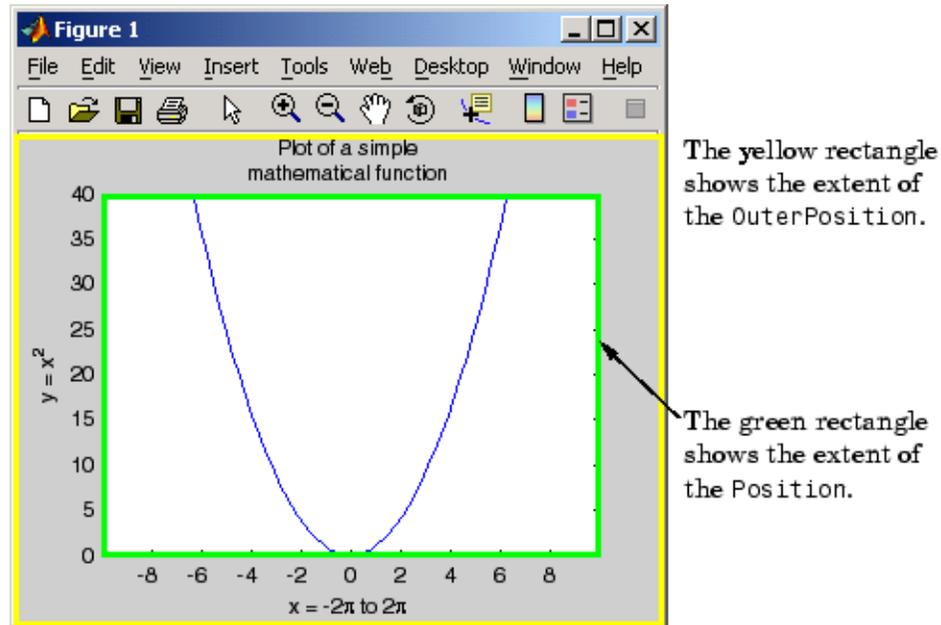 Figure 1
File Edit View Insert Tools Web Desktop Window Help
Plot of a simple
mathematical function
40
35
30
25
20
15
10
5
0
y = x²
-8 -6 -4 -2 0 2 4 6 8
x = -2π to 2π
The yellow rectangle
shows the extent of
the OuterPosition.
The green rectangle
shows the extent of
the Position.